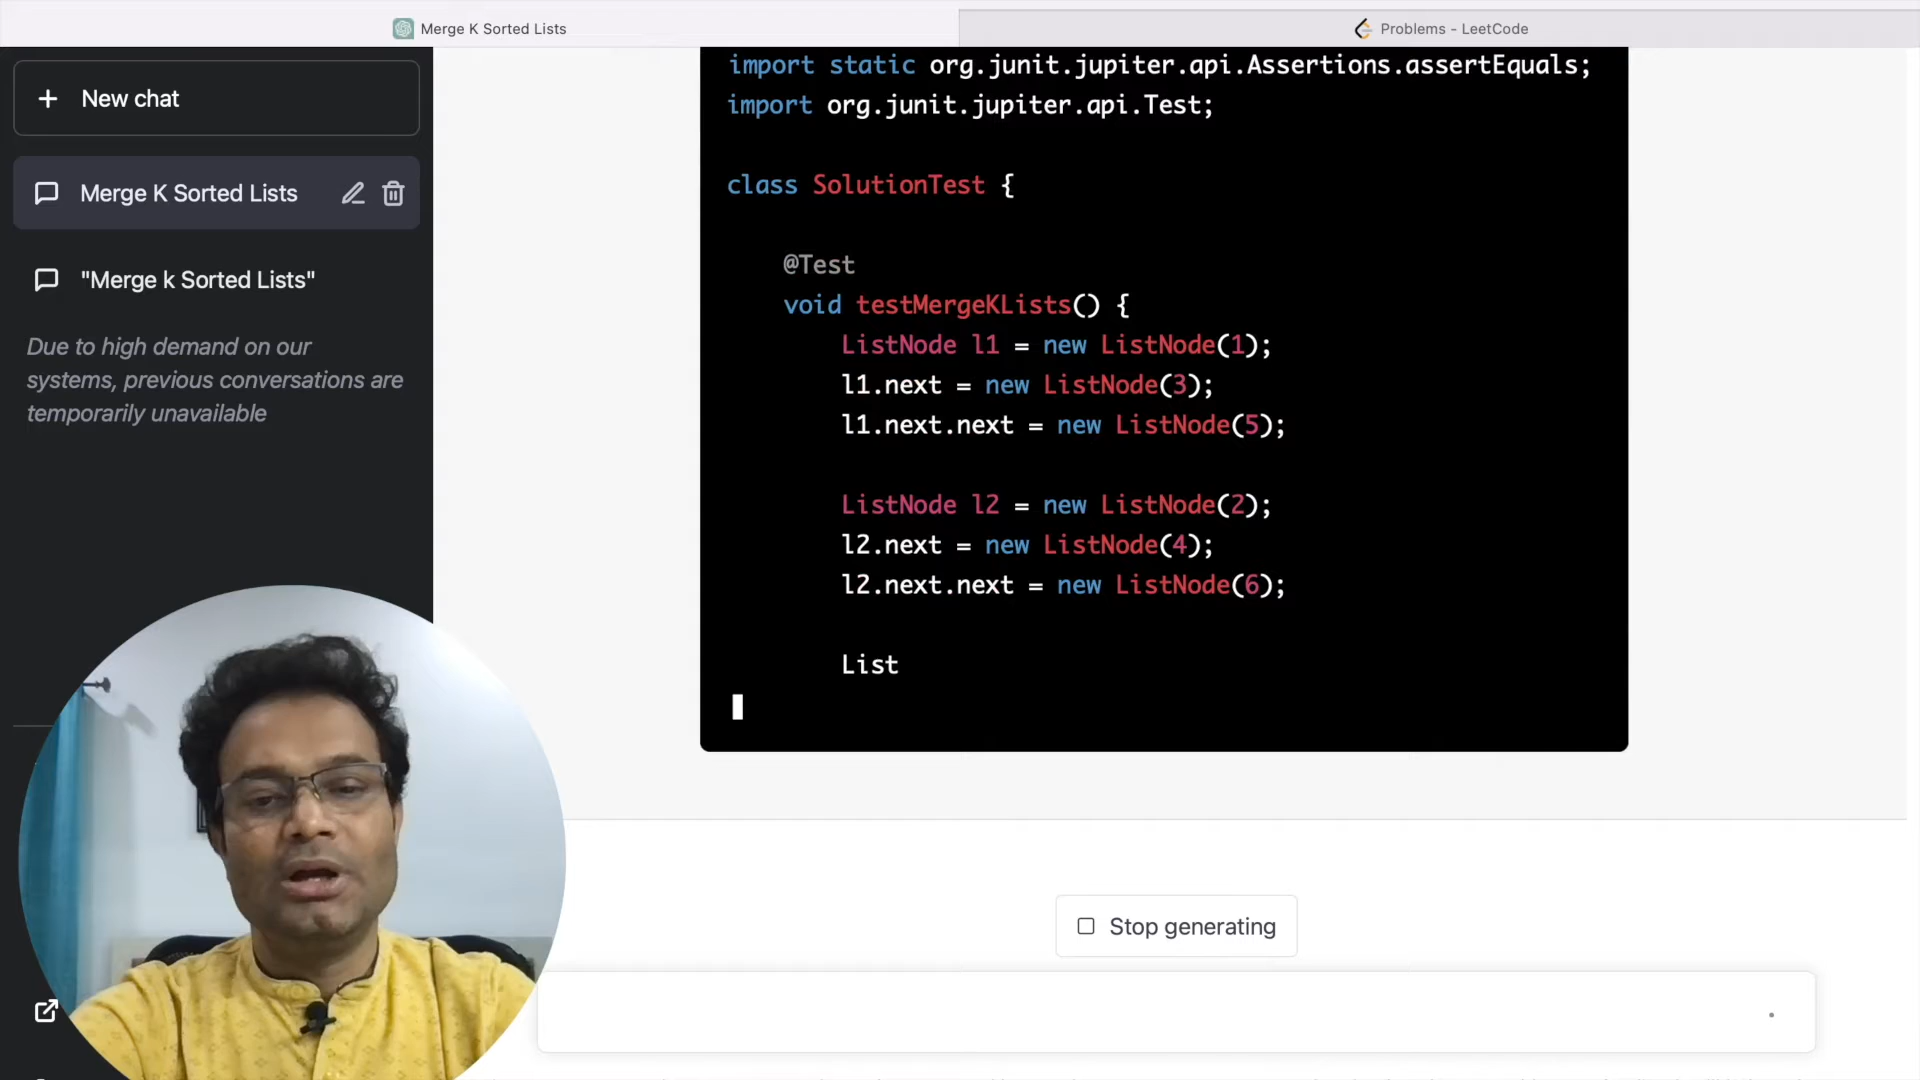 Merge K Sorted Lists
Problems - LeetCode
New chat
Merge K Sorted Lists
"Merge k Sorted Lists"
Due to high demand on our
systems, previous conversations are
temporarily unavailable
import static org.junit.jupiter.api.Assertions.assertEquals;
import org.junit.jupiter.api.Test;
class SolutionTest {
@Test
void testMergeKLists() {
ListNode l1 = new ListNode(1);
l1.next = new ListNode(3);
l1.next.next = new ListNode(5);
ListNode l2 = new ListNode(2);
l2.next = new ListNode(4);
l2.next.next = new ListNode(6);
List
Stop generating